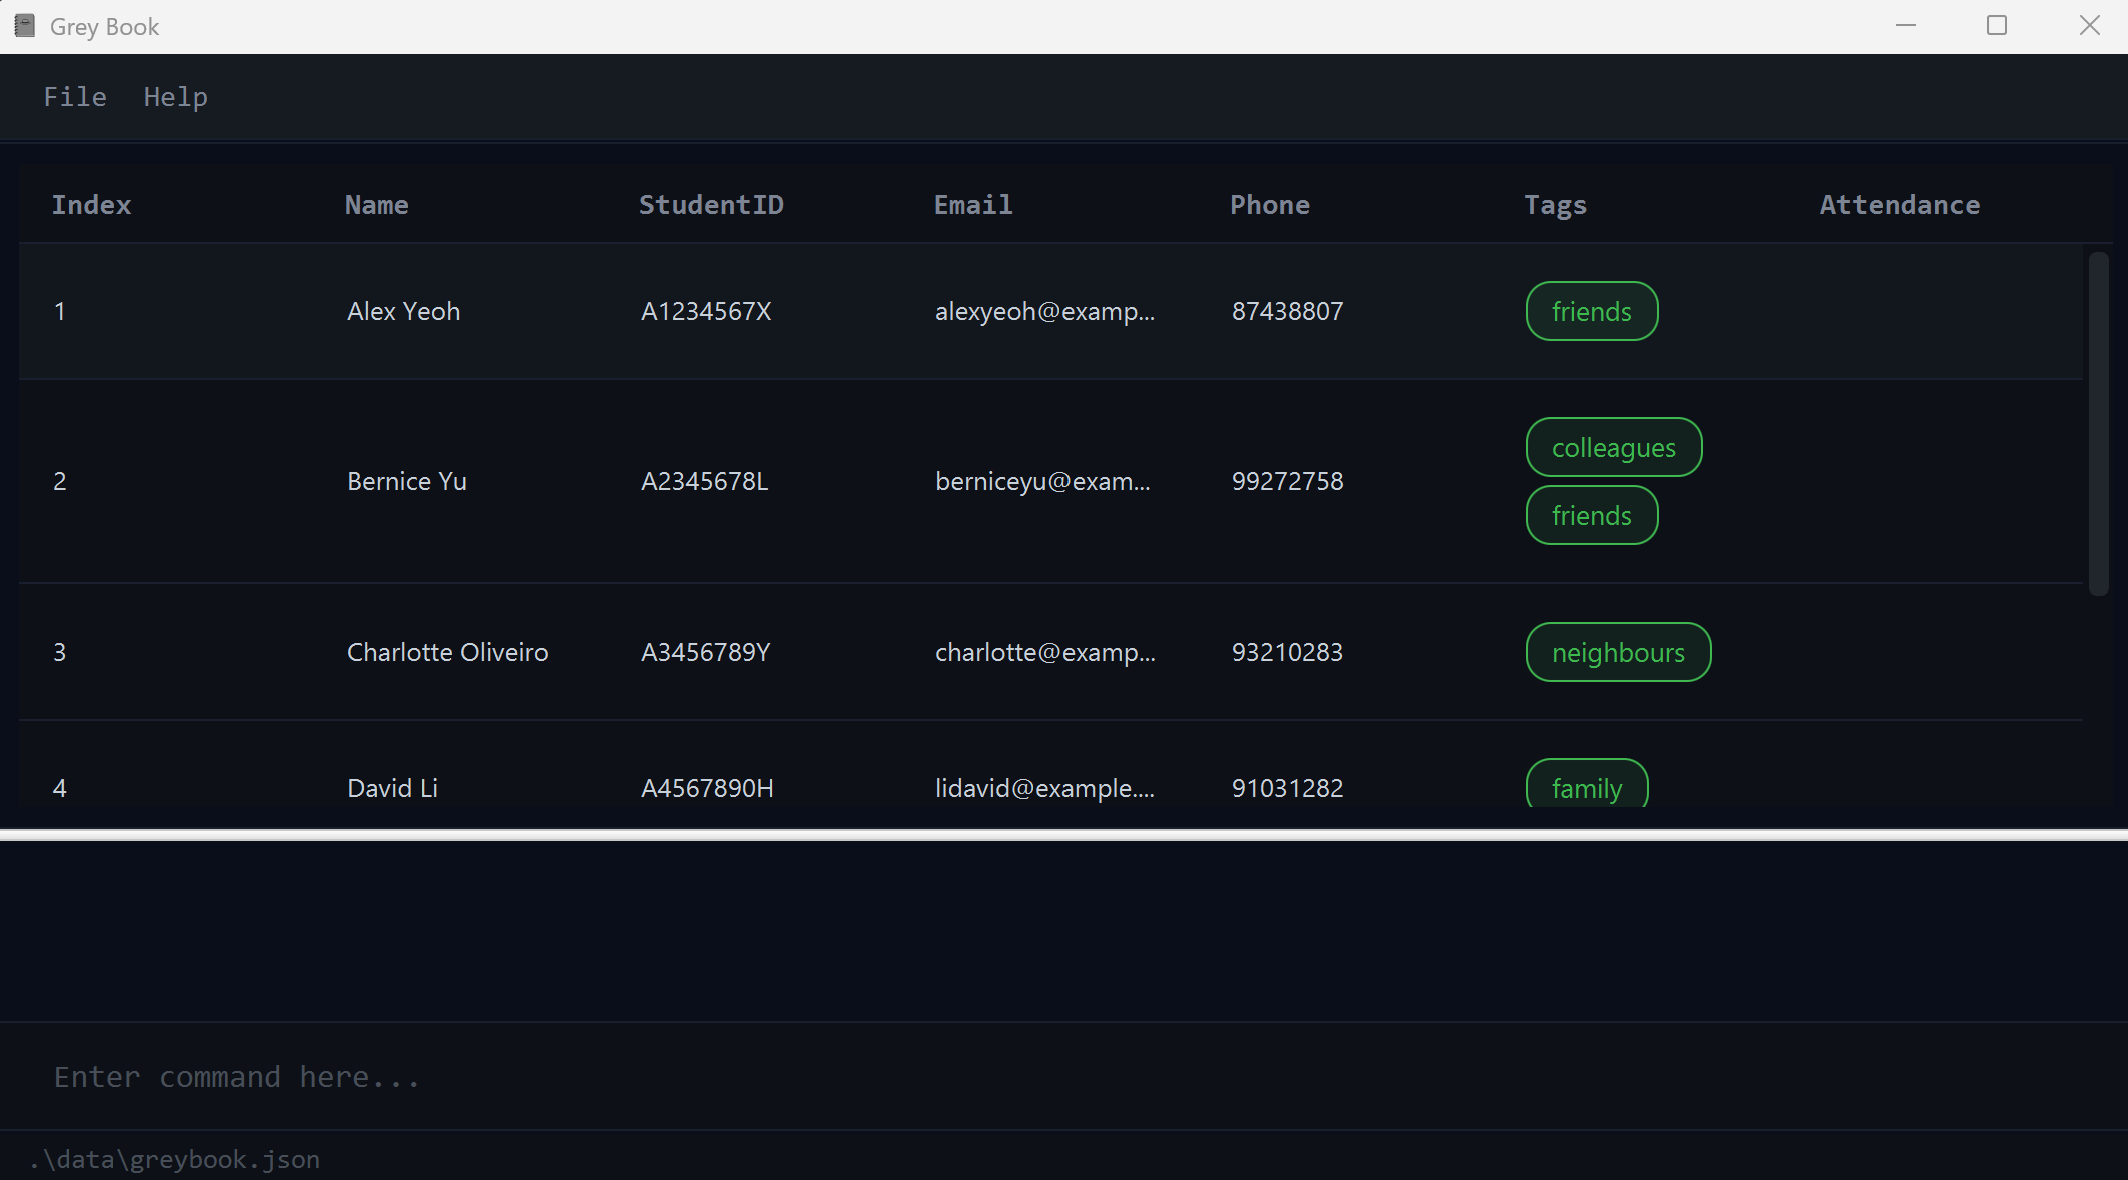 Grey Book
File Help
Index Name StudentID Email Phone Tags Attendance
1 Alex Yeoh A1234567X alexyeoh@examp... 87438807 friends
2 Bernice Yu A2345678L berniceyu@exam... 99272758 colleagues
friends
3 Charlotte Oliveiro A3456789Y charlotte@examp... 93210283 neighbours
4 David Li A4567890H lidavid@example.... 91031282 family
Enter command here...
.\data\greybook.json